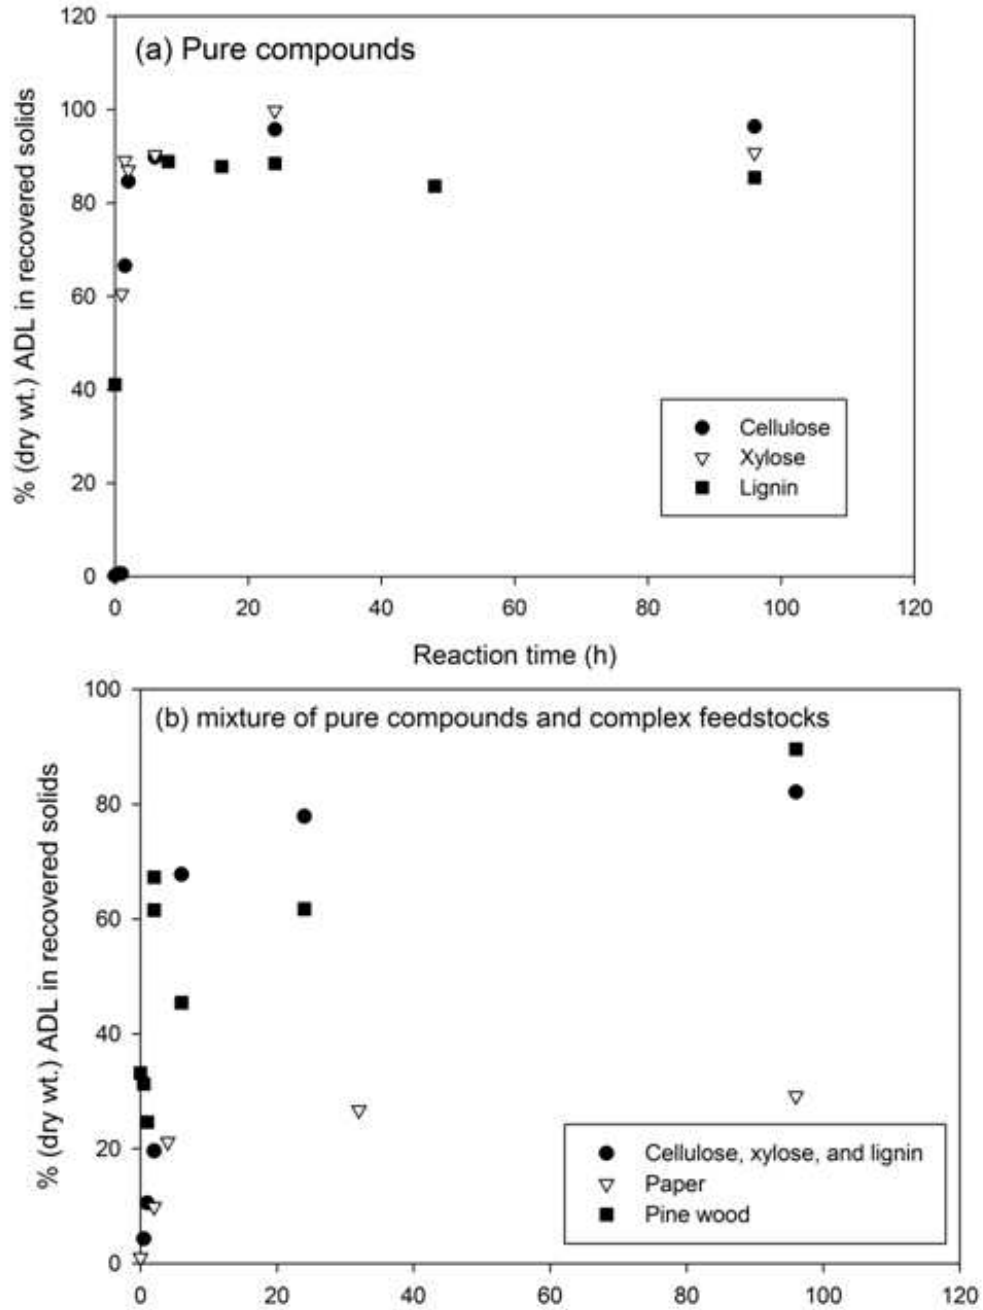 120
(a) Pure compounds
100
80
60
40
20
0
% (dry wt.) ADL in recovered solids
Cellulose
Xylose
Lignin
0 20 40 60 80 100 120
Reaction time (h)
100
(b) mixture of pure compounds and complex feedstocks
80
60
40
20
0
% (dry wt.) ADL in recovered solids
Cellulose, xylose, and lignin
Paper
Pine wood
0 20 40 60 80 100 120